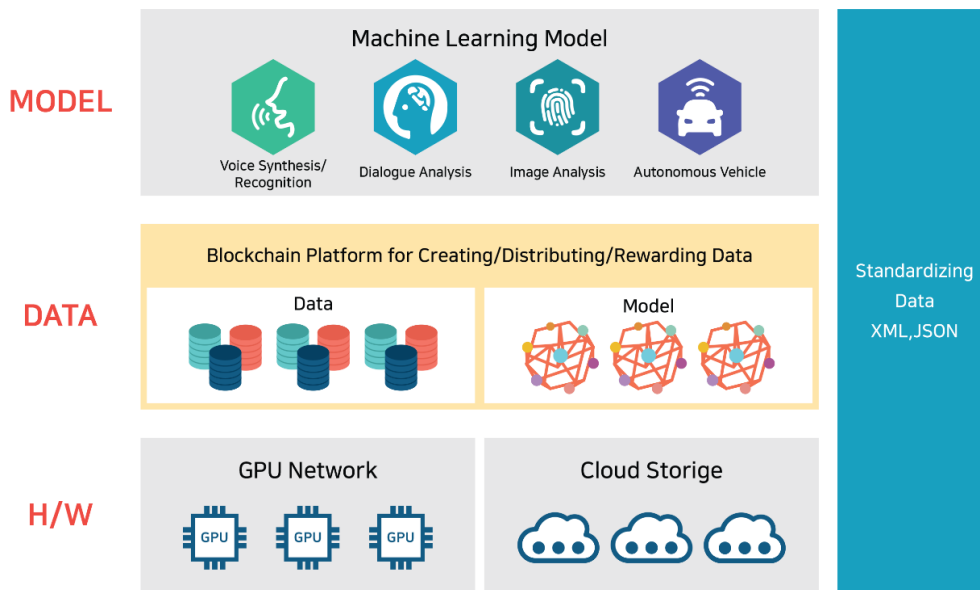 MODEL
Machine Learning Model
Voice Synthesis/
Recognition
Dialogue Analysis
Image Analysis
Autonomous Vehicle
DATA
Blockchain Platform for Creating/Distributing/Rewarding Data
Data
Model
Standardizing
Data
XML,JSON
H/W
GPU Network
GPU
GPU
GPU
Cloud Storige